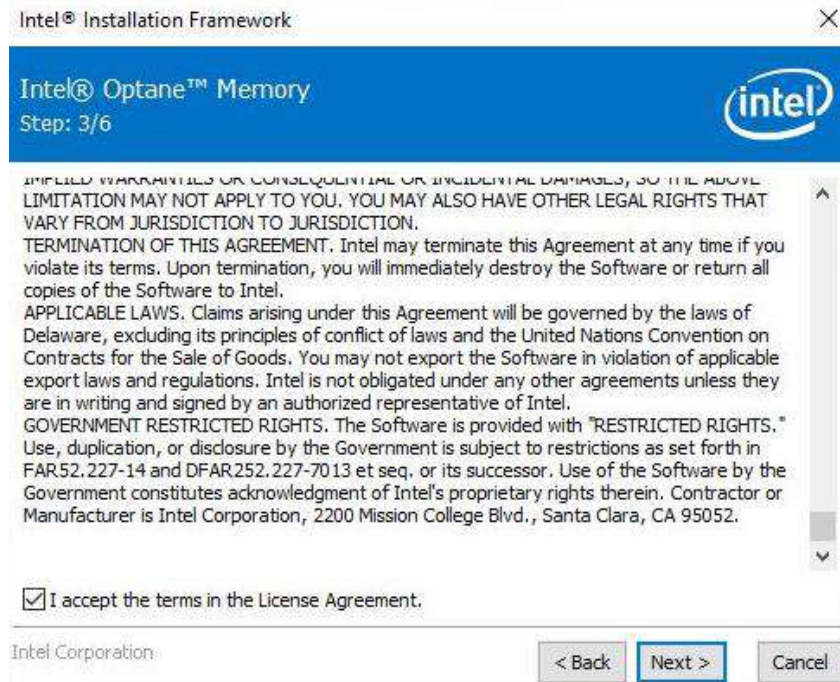 Intel® Installation Framework
Intel® Optane™ Memory
Step: 3/6
intel
IMPLIED WARRANTIES OR CONSEQUENTIAL OR INCIDENTAL DAMAGES, SO THE ABOVE
LIMITATION MAY NOT APPLY TO YOU. YOU MAY ALSO HAVE OTHER LEGAL RIGHTS THAT
VARY FROM JURISDICTION TO JURISDICTION.
TERMINATION OF THIS AGREEMENT. Intel may terminate this Agreement at any time if you
violate its terms. Upon termination, you will immediately destroy the Software or return all
copies of the Software to Intel.
APPLICABLE LAWS. Claims arising under this Agreement will be governed by the laws of
Delaware, excluding its principles of conflict of laws and the United Nations Convention on
Contracts for the Sale of Goods. You may not export the Software in violation of applicable
export laws and regulations. Intel is not obligated under any other agreements unless they
are in writing and signed by an authorized representative of Intel.
GOVERNMENT RESTRICTED RIGHTS. The Software is provided with "RESTRICTED RIGHTS."
Use, duplication, or disclosure by the Government is subject to restrictions as set forth in
FAR52.227-14 and DFAR252.227-7013 et seq. or its successor. Use of the Software by the
Government constitutes acknowledgment of Intel's proprietary rights therein. Contractor or
Manufacturer is Intel Corporation, 2200 Mission College Blvd., Santa Clara, CA 95052.
I accept the terms in the License Agreement.
Intel Corporation
< Back Next > Cancel